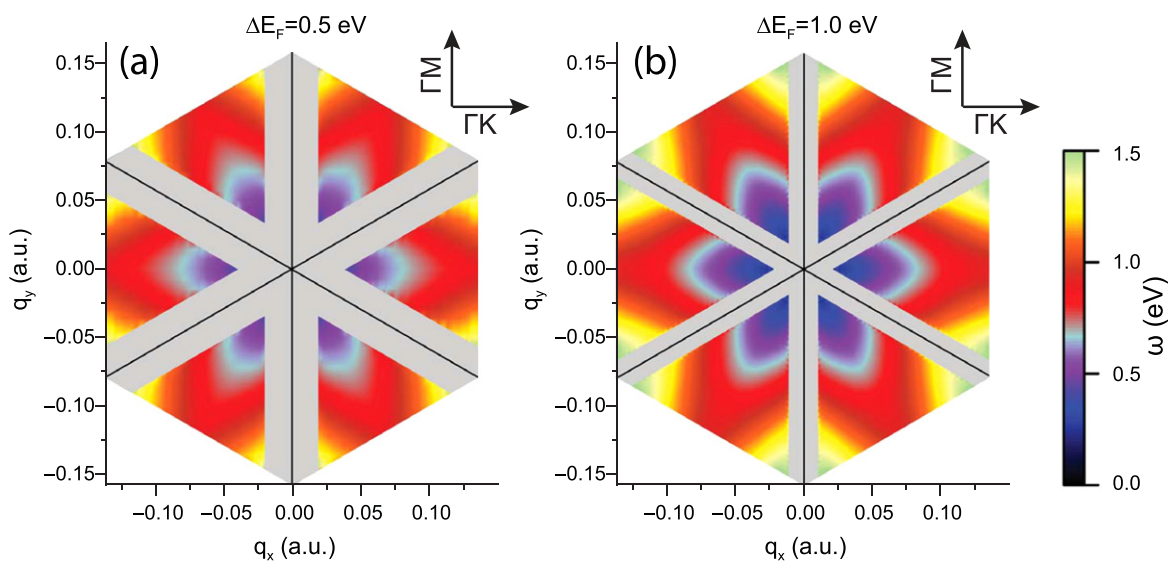 ΔE_F=0.5 eV
(a)
ΓM
ΓK
0.15
0.10
0.05
0.00
−0.05
−0.10
−0.15
q_y (a.u.)
−0.10 −0.05 0.00 0.05 0.10
q_x (a.u.)
ΔE_F=1.0 eV
(b)
ΓM
ΓK
0.15
0.10
0.05
0.00
−0.05
−0.10
−0.15
q_y (a.u.)
−0.10 −0.05 0.00 0.05 0.10
q_x (a.u.)
1.5
1.0
0.5
0.0
ω (eV)